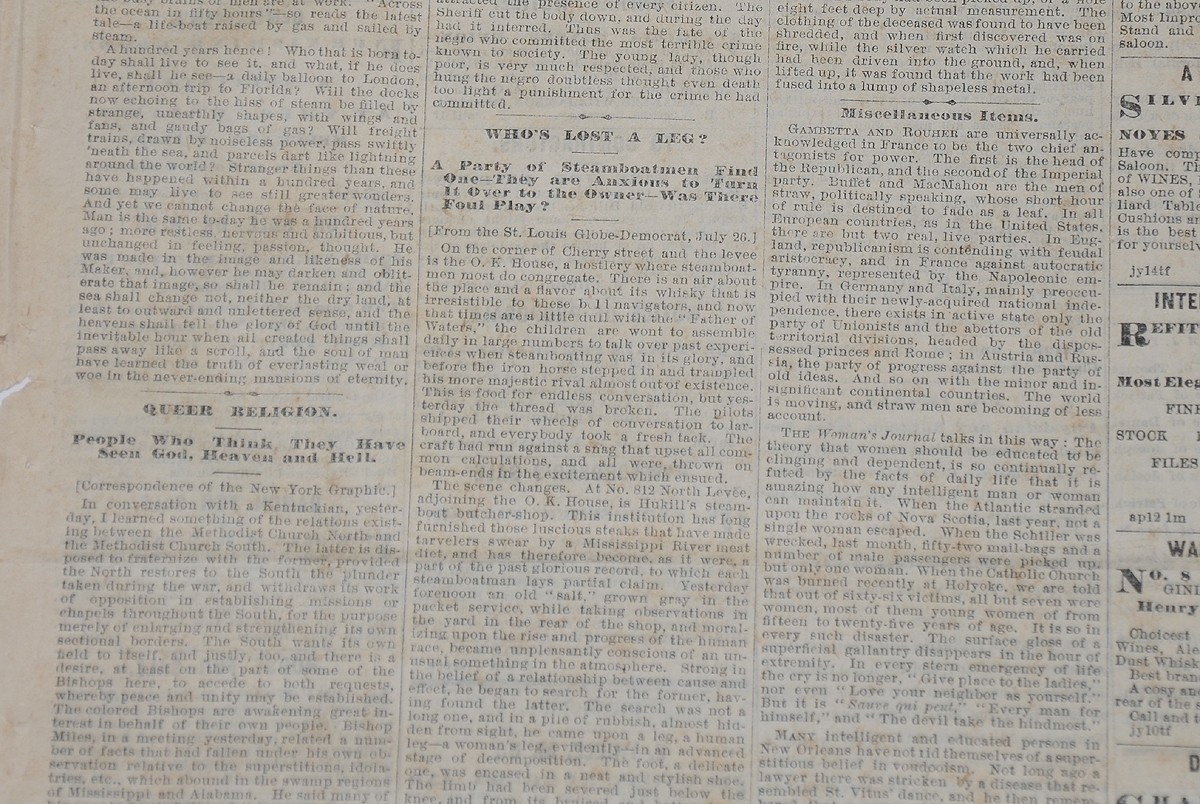 the ocean in fifty hours"—so reads the latest
tale—a life-boat raised by gas and sailed by
steam.
A hundred years hence! Who that is born to-
day shall live to see it, and what, if he does
live, shall he see—a daily balloon to London,
an afternoon trip to Florida? Will the docks
now echoing to the hiss of steam be filled by
strange, unearthly shapes, with wings and
fans, and gaudy bags of gas? Will freight
trains, drawn by noiseless power, pass swiftly
'neath the sea, and parcels dart like lightning
around the world? Stranger things than these
have happened within a hundred years, and
some may live to see still greater wonders.
And yet we cannot change the face of nature.
Man is the same to-day he was a hundred years
ago; more restless, nervous and ambitious, but
unchanged in feeling, passion, thought. He
was made in the image and likeness of his
Maker, and, however he may darken and oblit-
erate that image, so shall he remain; and the
sea shall change not, neither the dry land, at
least to outward and unlettered sense, and the
heavens shall tell the glory of God until the
inevitable hour when all created things shall
pass away like a scroll, and the soul of man
have learned the truth of everlasting weal or
woe in the never-ending mansions of eternity.
QUEER RELIGION.
People Who Think They Have
Seen God, Heaven and Hell.
[Correspondence of the New York Graphic.]
In conversation with a Kentuckian, yester-
day, I learned something of the relations exist-
ing between the Methodist Church North and
the Methodist Church South. The latter is dis-
posed to fraternize with the former, provided
the North restores to the South the plunder
taken during the war, and withdraws its work
of opposition in establishing missions or
chapels throughout the South, for the purpose
merely of enlarging and strengthening its own
sectional borders. The South wants its own
field to itself, and justly, too, and there is a
desire, at least on the part of some of the
Bishops here, to accede to both requests,
whereby peace and unity may be established.
The colored Bishops are awakening great in-
terest in behalf of their own people. Bishop
Miles, in a meeting yesterday, related a num-
ber of facts that had fallen under his own ob-
servation relative to the superstitions, idola-
tries, etc., which abound in the swamp regions
of Mississippi and Alabama. He said many of
attracted the presence of every citizen. The
Sheriff cut the body down, and during the day
had it interred. Thus was the fate of the
negro who committed the most terrible crime
known to society. The young lady, though
poor, is very much respected, and those who
hung the negro doubtless thought even death
too light a punishment for the crime he had
committed.
WHO'S LOST A LEG?
A Party of Steamboatmen Find
One—They are Anxious to Turn
It Over to the Owner—Was There
Foul Play?
[From the St. Louis Globe-Democrat, July 26.]
On the corner of Cherry street and the levee
is the O. K. House, a hostlery where steamboat-
men most do congregate. There is an air about
the place and a flavor about its whisky that is
irresistible to these b ll navigators, and now
that times are a little dull with the "Father of
Waters," the children are wont to assemble
daily in large numbers to talk over past experi-
ences when steamboating was in its glory, and
before the iron horse stepped in and trampled
his more majestic rival almost out of existence.
This is food for endless conversation, but yes-
terday the thread was broken. The pilots
shipped their wheels of conversation to lar-
board, and everybody took a fresh tack. The
craft had run against a snag that upset all com-
mon calculations, and all were thrown on
beam-ends in the excitement which ensued.
The scene changes. At No. 812 North Levee,
adjoining the O. K. House, is Hukill's steam-
boat butcher-shop. This institution has long
furnished those luscious steaks that have made
tarvelers swear by a Mississippi River meat
diet, and has therefore become, as it were, a
part of the past glorious record, to which each
steamboatman lays partial claim. Yesterday
forenoon an old "salt," grown gray in the
packet service, while taking observations in
the yard in the rear of the shop, and moral-
izing upon the rise and progress of the human
race, became unpleasantly conscious of an un-
usual something in the atmosphere. Strong in
the belief of a relationship between cause and
effect, he began to search for the former, hav-
ing found the latter. The search was not a
long one, and in a pile of rubbish, almost hid-
den from sight, he came upon a leg, a human
leg—a woman's leg, evidently—in an advanced
stage of decomposition. The foot, a delicate
one, was encased in a neat and stylish shoe.
The limb had been severed just below the
knee, and from its
eight feet deep by actual measurement. The
clothing of the deceased was found to have been
shredded, and when first discovered was on
fire, while the silver watch which he carried
had been driven into the ground, and, when
lifted up, it was found that the work had been
fused into a lump of shapeless metal.
Miscellaneous Items.
GAMBETTA AND ROUHER are universally ac-
knowledged in France to be the two chief an-
tagonists for power. The first is the head of
the Republican, and the second of the Imperial
party. Buffet and MacMahon are the men of
straw, politically speaking, whose short hour
of rule is destined to fade as a leaf. In all
European countries, as in the United States,
there are but two real, live parties. In Eng-
land, republicanism is contending with feudal
aristocracy, and in France against autocratic
tyranny, represented by the Napoleonic em-
pire. In Germany and Italy, mainly preoccu-
pied with their newly-acquired national inde-
pendence, there exists in active state only the
party of Unionists and the abettors of the old
territorial divisions, headed by the dispos-
sessed princes and Rome; in Austria and Rus-
sia, the party of progress against the party of
old ideas. And so on with the minor and in-
significant continental countries. The world
is moving, and straw men are becoming of less
account.
THE Woman's Journal talks in this way: The
theory that women should be educated to be
clinging and dependent, is so continually re-
futed by the facts of daily life that it is
amazing how any intelligent man or woman
can maintain it. When the Atlantic stranded
upon the rocks of Nova Scotia, last year, not a
single woman escaped. When the Schiller was
wrecked, last month, fifty-two mail-bags and a
number of male passengers were picked up,
but only one woman. When the Catholic Church
was burned recently at Holyoke, we are told
that out of sixty-six victims, all but seven were
women, most of them young women of from
fifteen to twenty-five years of age. It is so in
every such disaster. The surface gloss of a
superficial gallantry disappears in the hour of
extremity. In every stern emergency of life
the cry is no longer, "Give place to the ladies,"
nor even "Love your neighbor as yourself."
But it is "Sauve qui peut," "Every man for
himself," and "The devil take the hindmost."
MANY intelligent and educated persons in
New Orleans have not rid themselves of a super-
stitious belief in voudooism. Not long ago a
lawyer there was stricken by a disease that re-
sembled St. Vitus' dance, and he then
to the above
Most Impr
Stand and
saloon.
A
SILVE
NOYES
Have comp
Saloon. Th
of WINES,
also one of
liard Table
Cushions ar
is the best
for yourself
jy14tf
INTE
REFIT
Most Eleg
FINI
STOCK
FILES
ap12 1m
WA
NO. 8
GINI
Henry
Choicest
Wines, Ale
Dust Whisk
Best bran
A cosy an
rear of the s
Call and
jy10tf
D